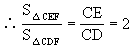 ∴ S△CEF / S△CDF = CE / CD = 2